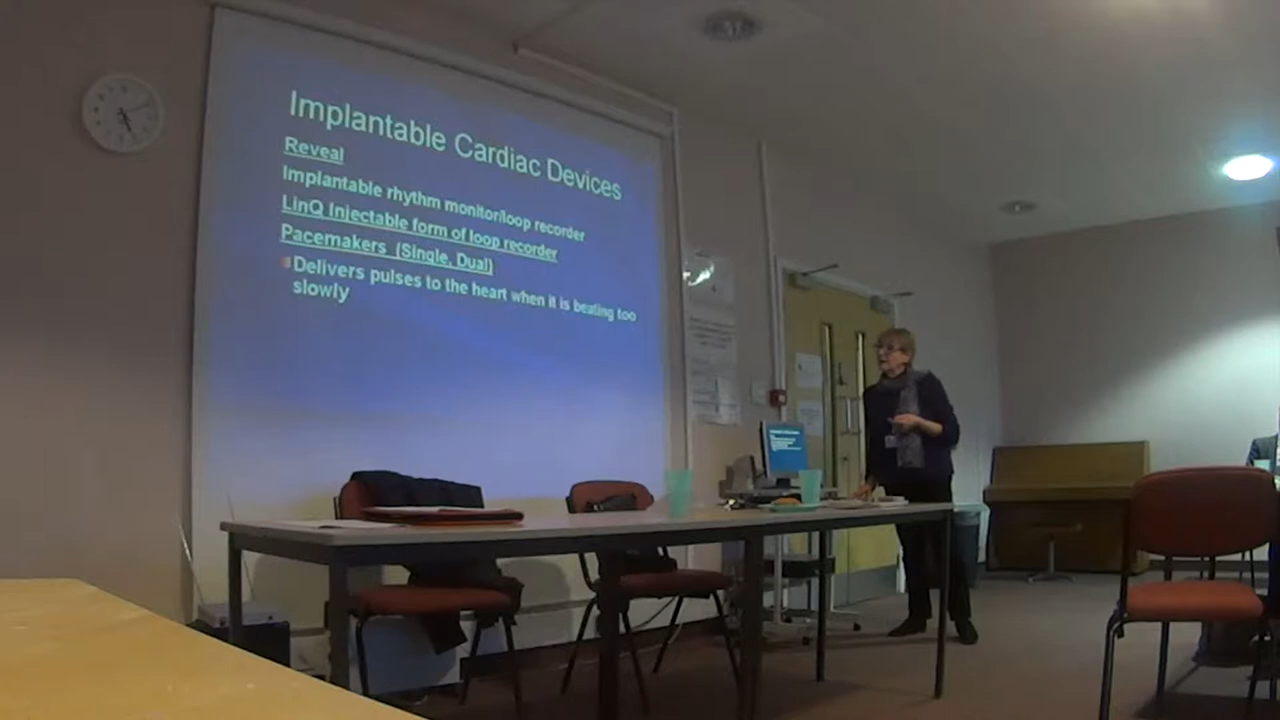 Implantable Cardiac Devices
Reveal
Implantable rhythm monitor/loop recorder
LinQ Injectable form of loop recorder
Pacemakers (Single, Dual)
Delivers pulses to the heart when it is beating too
slowly